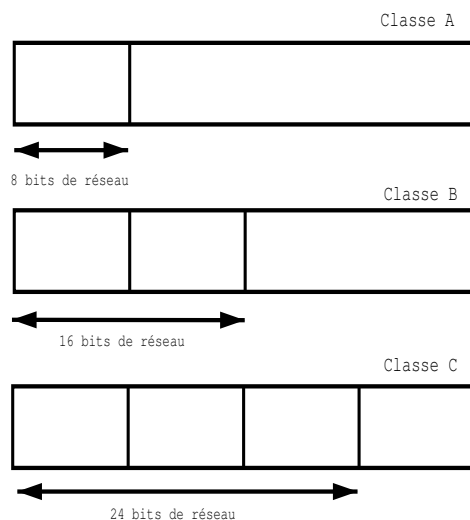 Classe A
8 bits de réseau
Classe B
16 bits de réseau
Classe C
24 bits de réseau